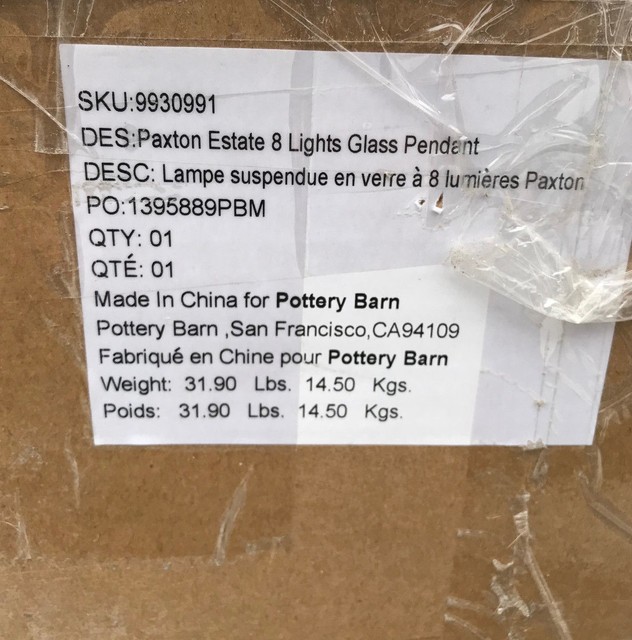 SKU:9930991
DES:Paxton Estate 8 Lights Glass Pendant
DESC: Lampe suspendue en verre à 8 lumières Paxton
PO:1395889PBM
QTY: 01
QTÉ: 01
Made In China for Pottery Barn
Pottery Barn ,San Francisco,CA94109
Fabriqué en Chine pour Pottery Barn
Weight: 31.90 Lbs. 14.50 Kgs.
Poids: 31.90 Lbs. 14.50 Kgs.